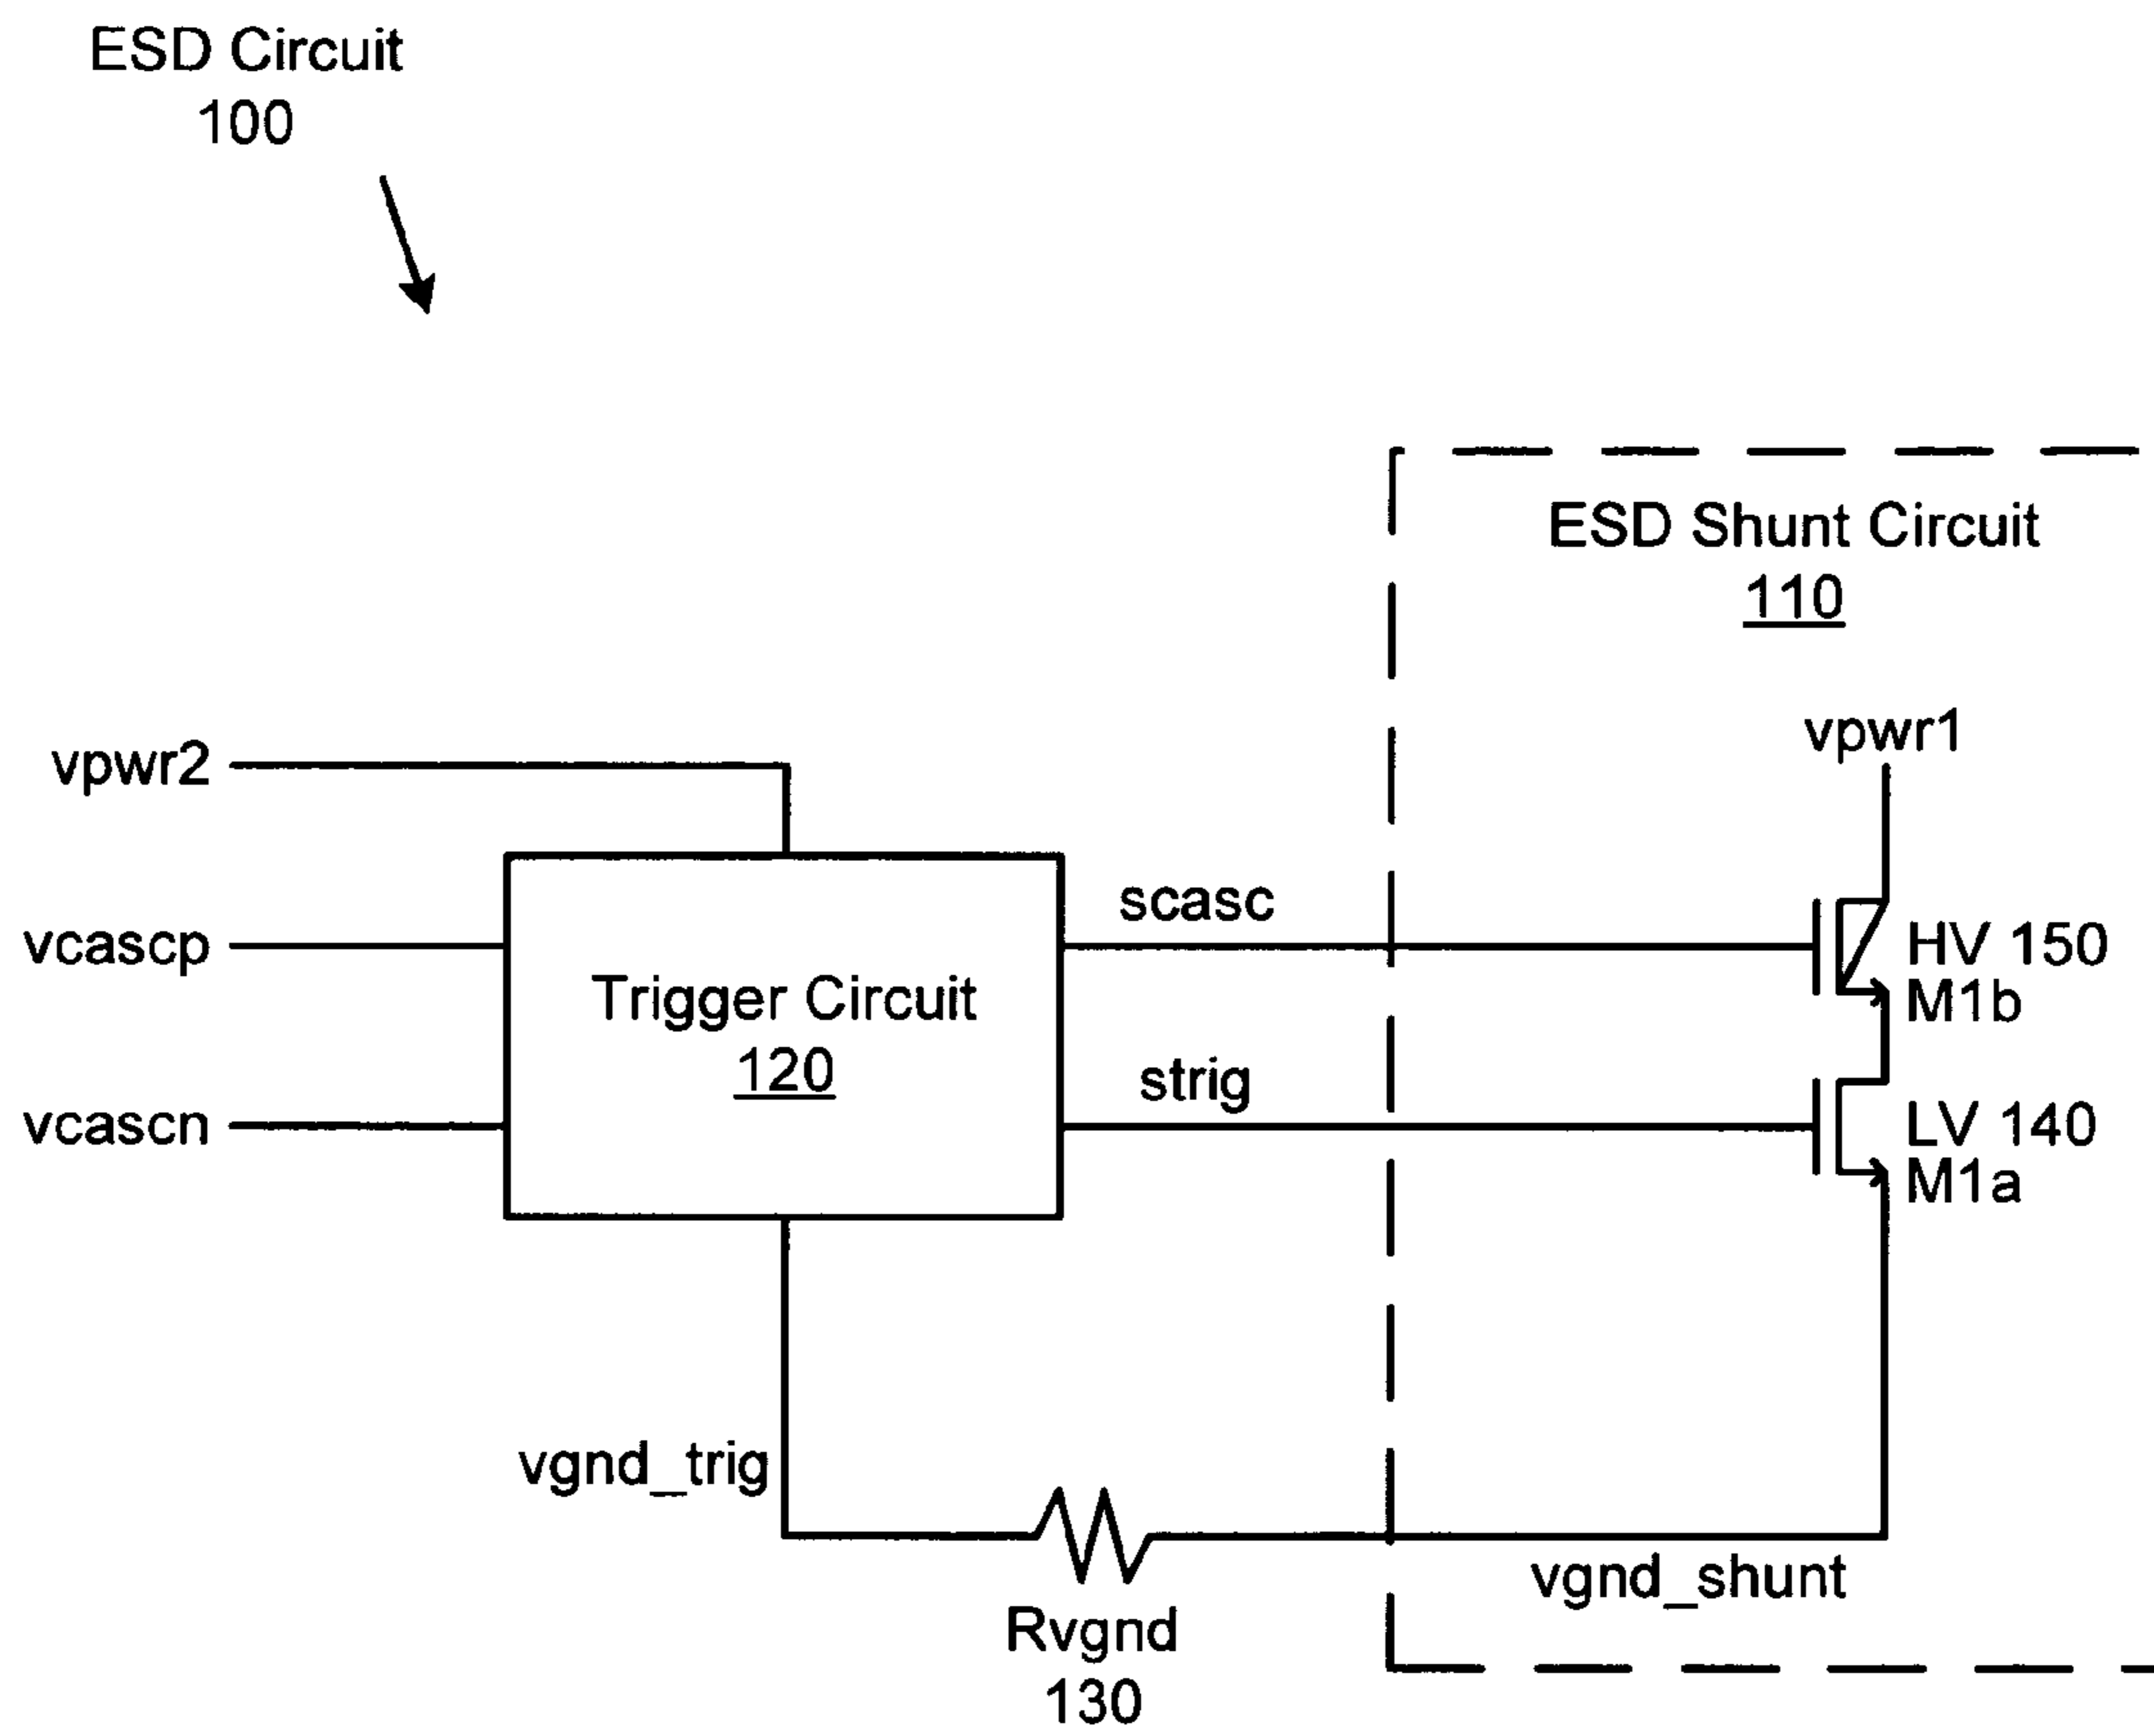 ESD Circuit
100
ESD Shunt Circuit
110
vpwr1
vpwr2
scasc
vcascp
HV 150
M1b
Trigger Circuit
120
strig
vcascn
LV 140
M1a
vgnd_trig
vgnd_shunt
Rvgnd
130